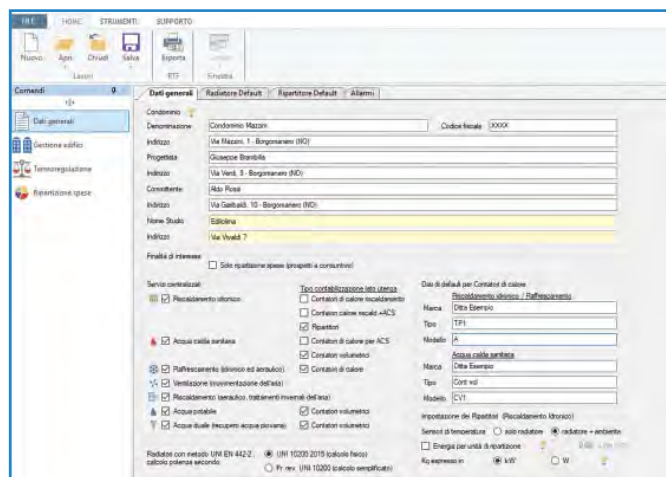 FILE HOME STRUMENTI SUPPORTO
Nuovo Apri Chiudi Salva Esporta
Lavori RTF Finestra
Comandi
Dati generali
Gestione edifici
Termoregolazione
Ripartizione spese
Dati generali Radiatore Default Ripartitore Default Allarmi
Condominio
Denominazione Condominio Mazzini Codice fiscale XXXX
Indirizzo Via Mazzini, 1 - Borgomanero (NO)
Progettista Giuseppe Brambilla
Indirizzo Via Verdi, 5 - Borgomanero (NO)
Committente Aldo Rossi
Indirizzo Via Garibaldi, 10 - Borgomanero (NO)
Nome Studio Edilclima
Indirizzo Via Vivaldi 7
Finalità di interesse
Solo ripartizione spese (prospetti a consuntivo)
Servizi centralizzati
Tipo contabilizzazione lato utenza
Riscaldamento idronico
Contatori di calore riscaldamento
Contatori calore riscald.+ACS
Ripartitori
Acqua calda sanitaria
Contatori di calore per ACS
Contatori volumetrici
Raffrescamento (idronico ed aeraulico)
Contatori di calore
Ventilazione (movimentazione dell'aria)
Riscaldamento (aeraulico, trattamenti invernali dell'aria)
Acqua potabile
Contatori volumetrici
Acqua duale (recupero acqua piovana)
Contatori volumetrici
Radiatori con metodo UNI EN 442-2,
calcolo potenza secondo:
UNI 10200:2015 (calcolo fisico)
Pr. rev. UNI 10200 (calcolo semplificato)
Dati di default per Contatori di calore
Riscaldamento idronico / Raffrescamento
Marca Ditta Esempio
Tipo TP1
Modello A
Acqua calda sanitaria
Marca Ditta Esempio
Tipo Cont vol
Modello CV1
Impostazione dei Ripartitori (Riscaldamento Idronico)
Sensori di temperatura solo radiatore radiatore + ambiente
Energia per unità di ripartizione
Kq espresso in kW W